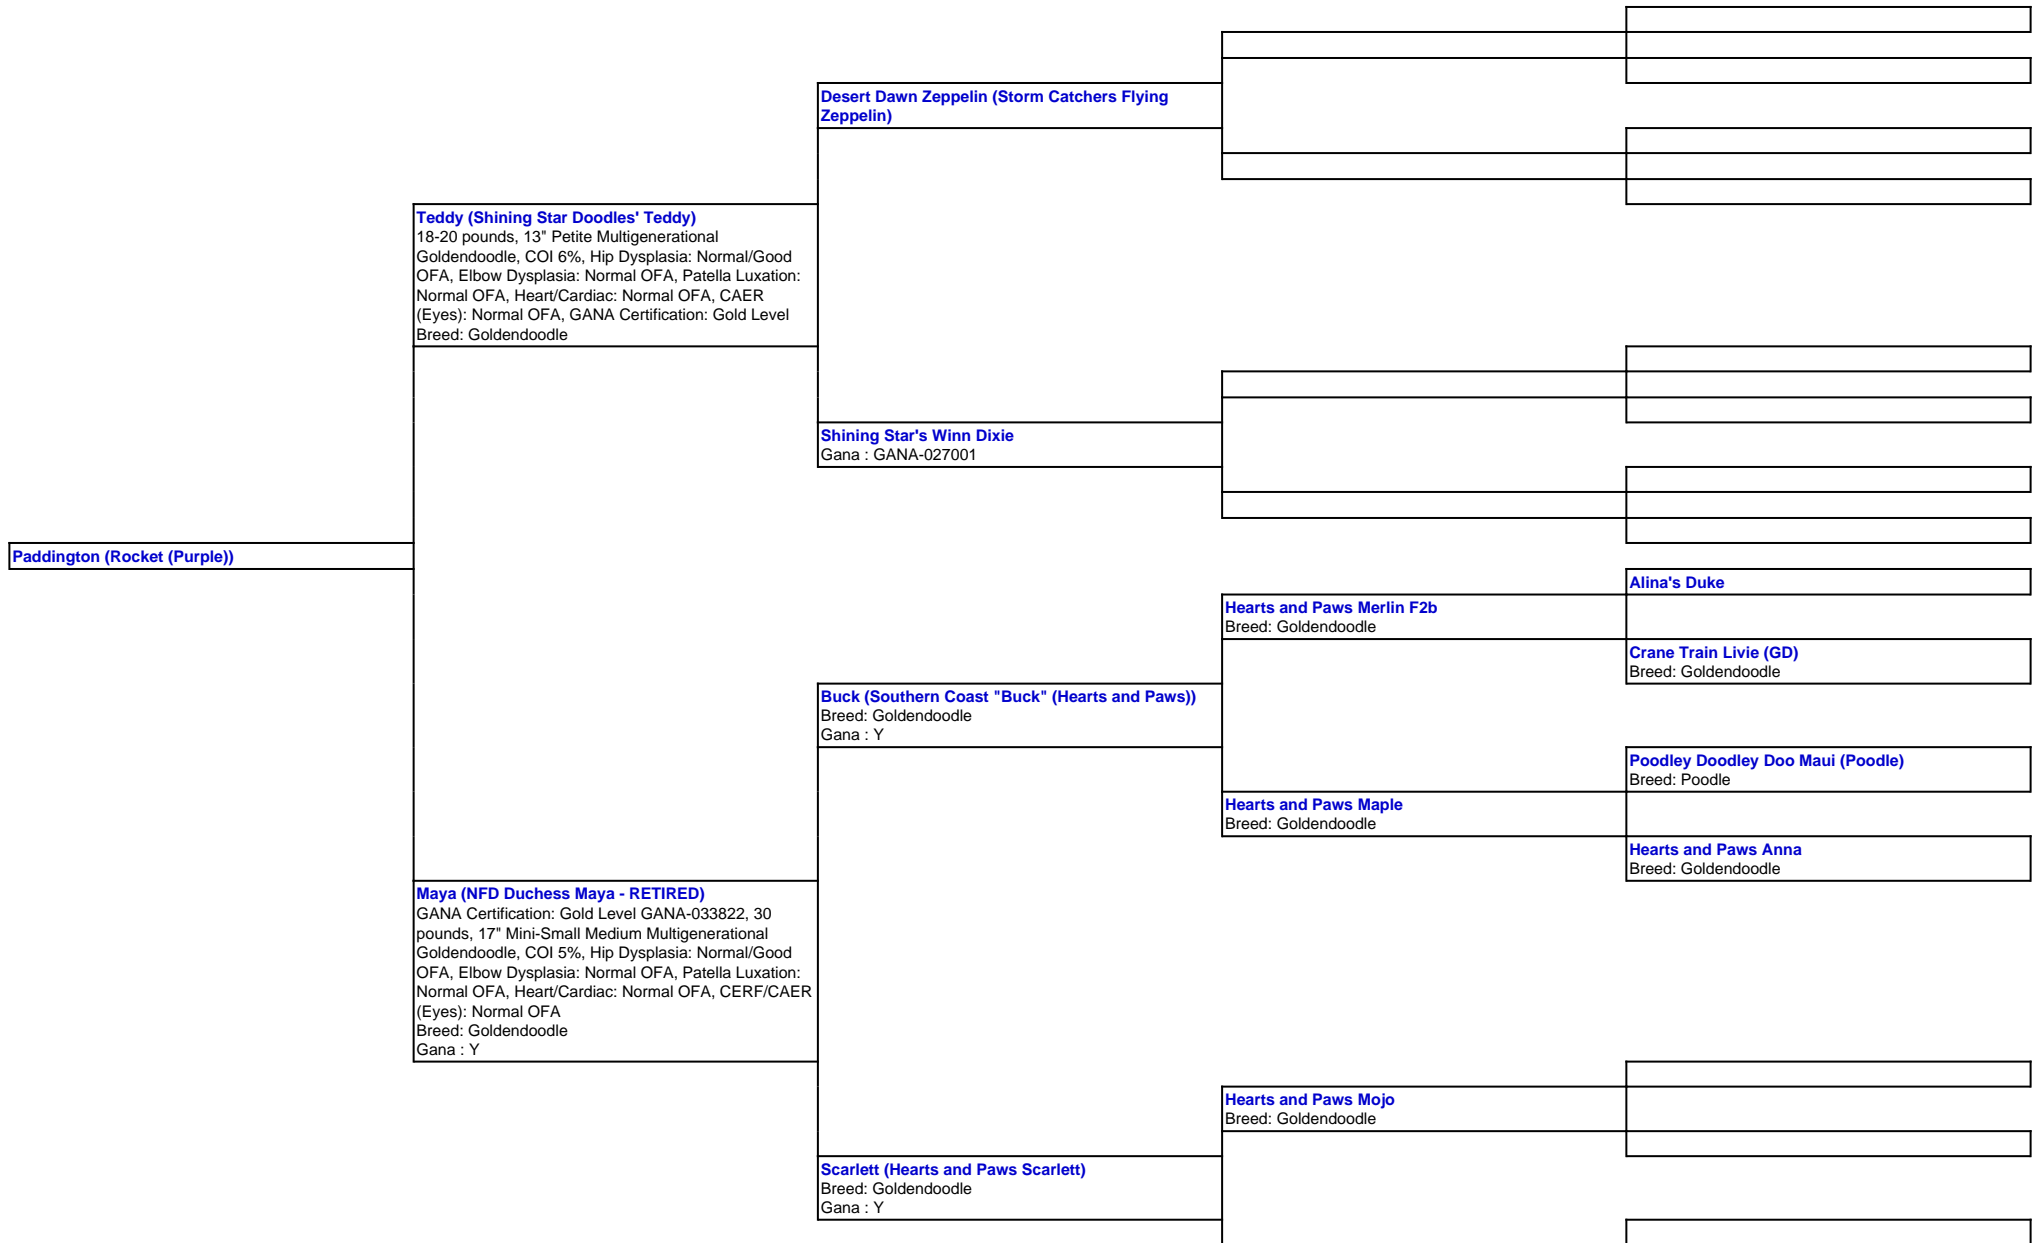 Desert Dawn Zeppelin (Storm Catchers Flying
Zeppelin)
Teddy (Shining Star Doodles' Teddy)
18-20 pounds, 13" Petite Multigenerational
Goldendoodle, COI 6%, Hip Dysplasia: Normal/Good
OFA, Elbow Dysplasia: Normal OFA, Patella Luxation:
Normal OFA, Heart/Cardiac: Normal OFA, CAER
(Eyes): Normal OFA, GANA Certification: Gold Level
Breed: Goldendoodle
Shining Star's Winn Dixie
Gana : GANA-027001
Paddington (Rocket (Purple))
Alina's Duke
Hearts and Paws Merlin F2b
Breed: Goldendoodle
Crane Train Livie (GD)
Breed: Goldendoodle
Buck (Southern Coast "Buck" (Hearts and Paws))
Breed: Goldendoodle
Gana : Y
Poodley Doodley Doo Maui (Poodle)
Breed: Poodle
Hearts and Paws Maple
Breed: Goldendoodle
Hearts and Paws Anna
Breed: Goldendoodle
Maya (NFD Duchess Maya - RETIRED)
GANA Certification: Gold Level GANA-033822, 30
pounds, 17" Mini-Small Medium Multigenerational
Goldendoodle, COI 5%, Hip Dysplasia: Normal/Good
OFA, Elbow Dysplasia: Normal OFA, Patella Luxation:
Normal OFA, Heart/Cardiac: Normal OFA, CERF/CAER
(Eyes): Normal OFA
Breed: Goldendoodle
Gana : Y
Hearts and Paws Mojo
Breed: Goldendoodle
Scarlett (Hearts and Paws Scarlett)
Breed: Goldendoodle
Gana : Y